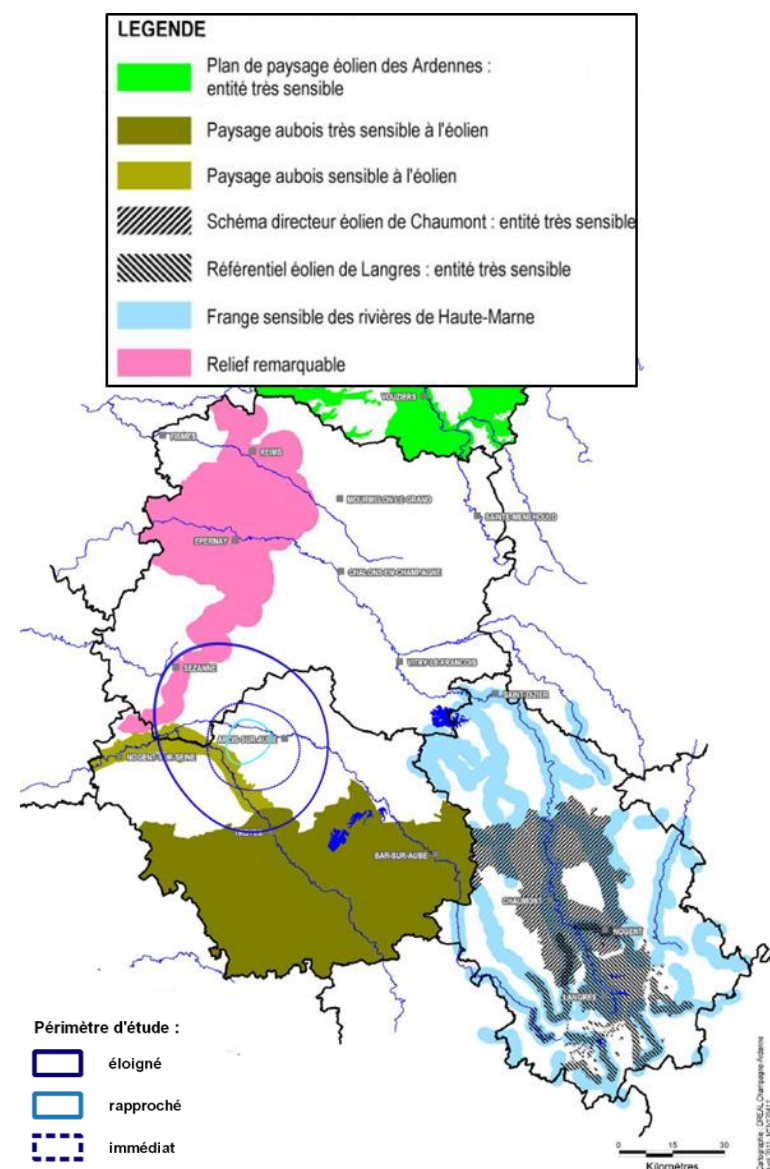 LEGENDE
Plan de paysage éolien des Ardennes :
entité très sensible
Paysage aubois très sensible à l'éolien
Paysage aubois sensible à l'éolien
Schéma directeur éolien de Chaumont : entité très sensible
Référentiel éolien de Langres : entité très sensible
Frange sensible des rivières de Haute-Marne
Relief remarquable
VOUZIERS
REIMS
MOURMELON-LE-GRAND
SAINTE-MENEHOULD
EPERNAY
CHALONS-EN-CHAMPAGNE
SEZANNE
VITRY-LE-FRANCOIS
SAINT-DIZIER
ARCIS-SUR-AUBE
NOGENT-SUR-SEINE
BAR-SUR-AUBE
CHAUMONT
NOGENT
LANGRES
Périmètre d'étude :
éloigné
rapproché
immédiat
0 15 30
Kilomètres
Cartographie : DREAL Champagne-Ardenne